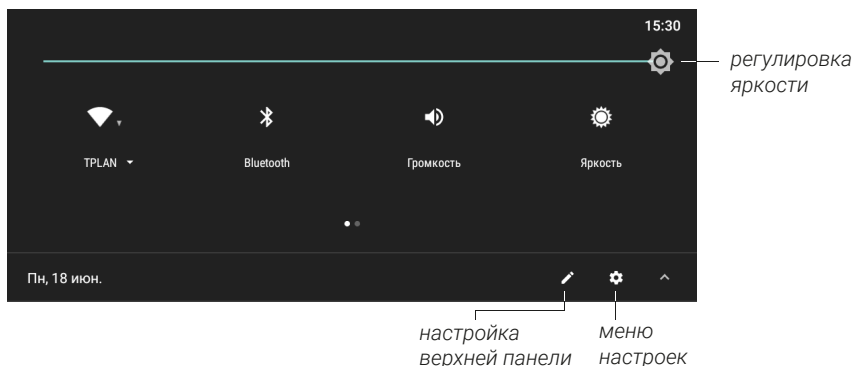 15:30
регулировка
яркости
TPLAN
Bluetooth
Громкость
Яркость
Пн, 18 июн.
настройка
верхней панели
меню
настроек